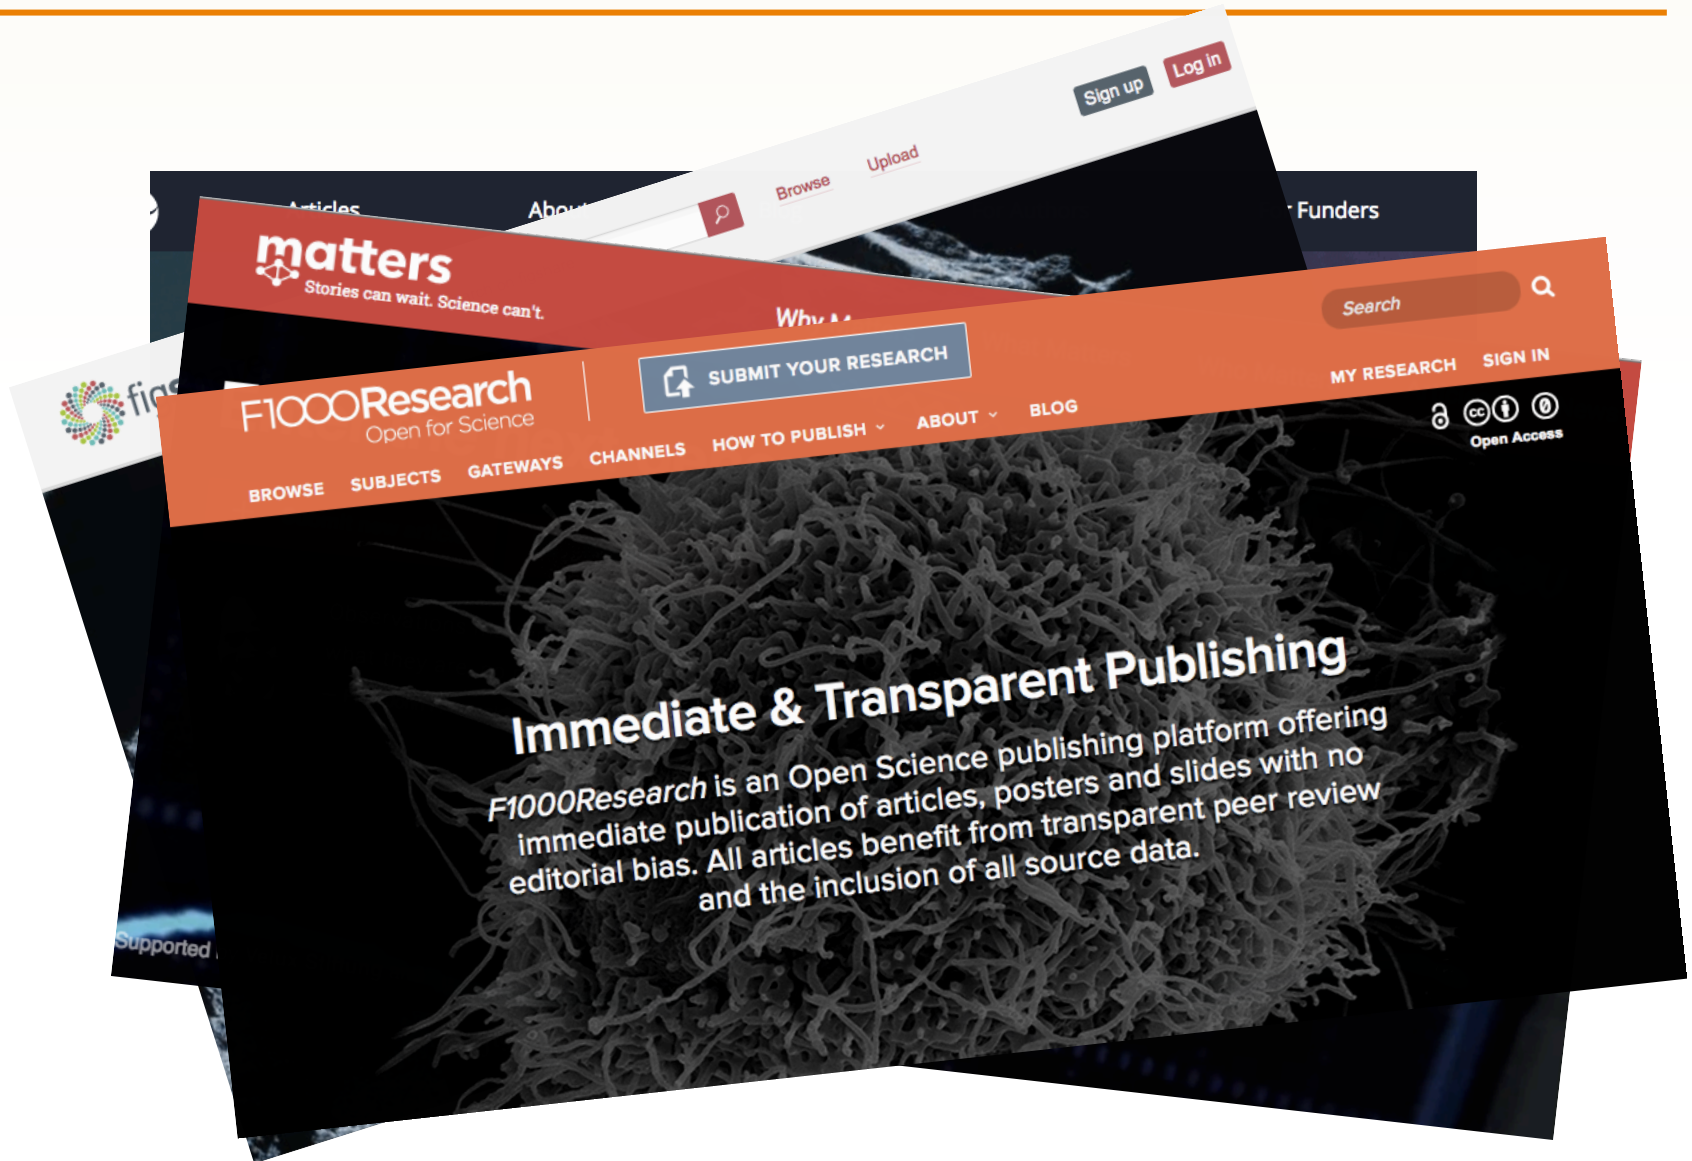 Sign up
Log in
Browse
Upload
Articles
Funders
matters
Stories can wait. Science can't.
Why
F1000Research
Open for Science
SUBMIT YOUR RESEARCH
Search
MY RESEARCH
SIGN IN
BROWSE
SUBJECTS
GATEWAYS
CHANNELS
HOW TO PUBLISH
ABOUT
BLOG
cc
Open Access
Immediate & Transparent Publishing
F1000Research is an Open Science publishing platform offering
immediate publication of articles, posters and slides with no
editorial bias. All articles benefit from transparent peer review
and the inclusion of all source data.
Supported